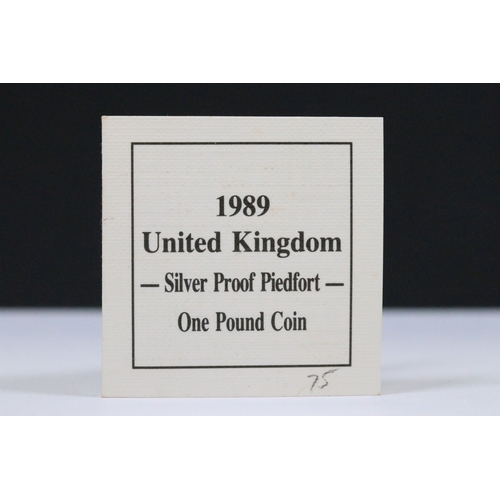 1989
United Kingdom
— Silver Proof Piedfort —
One Pound Coin
75